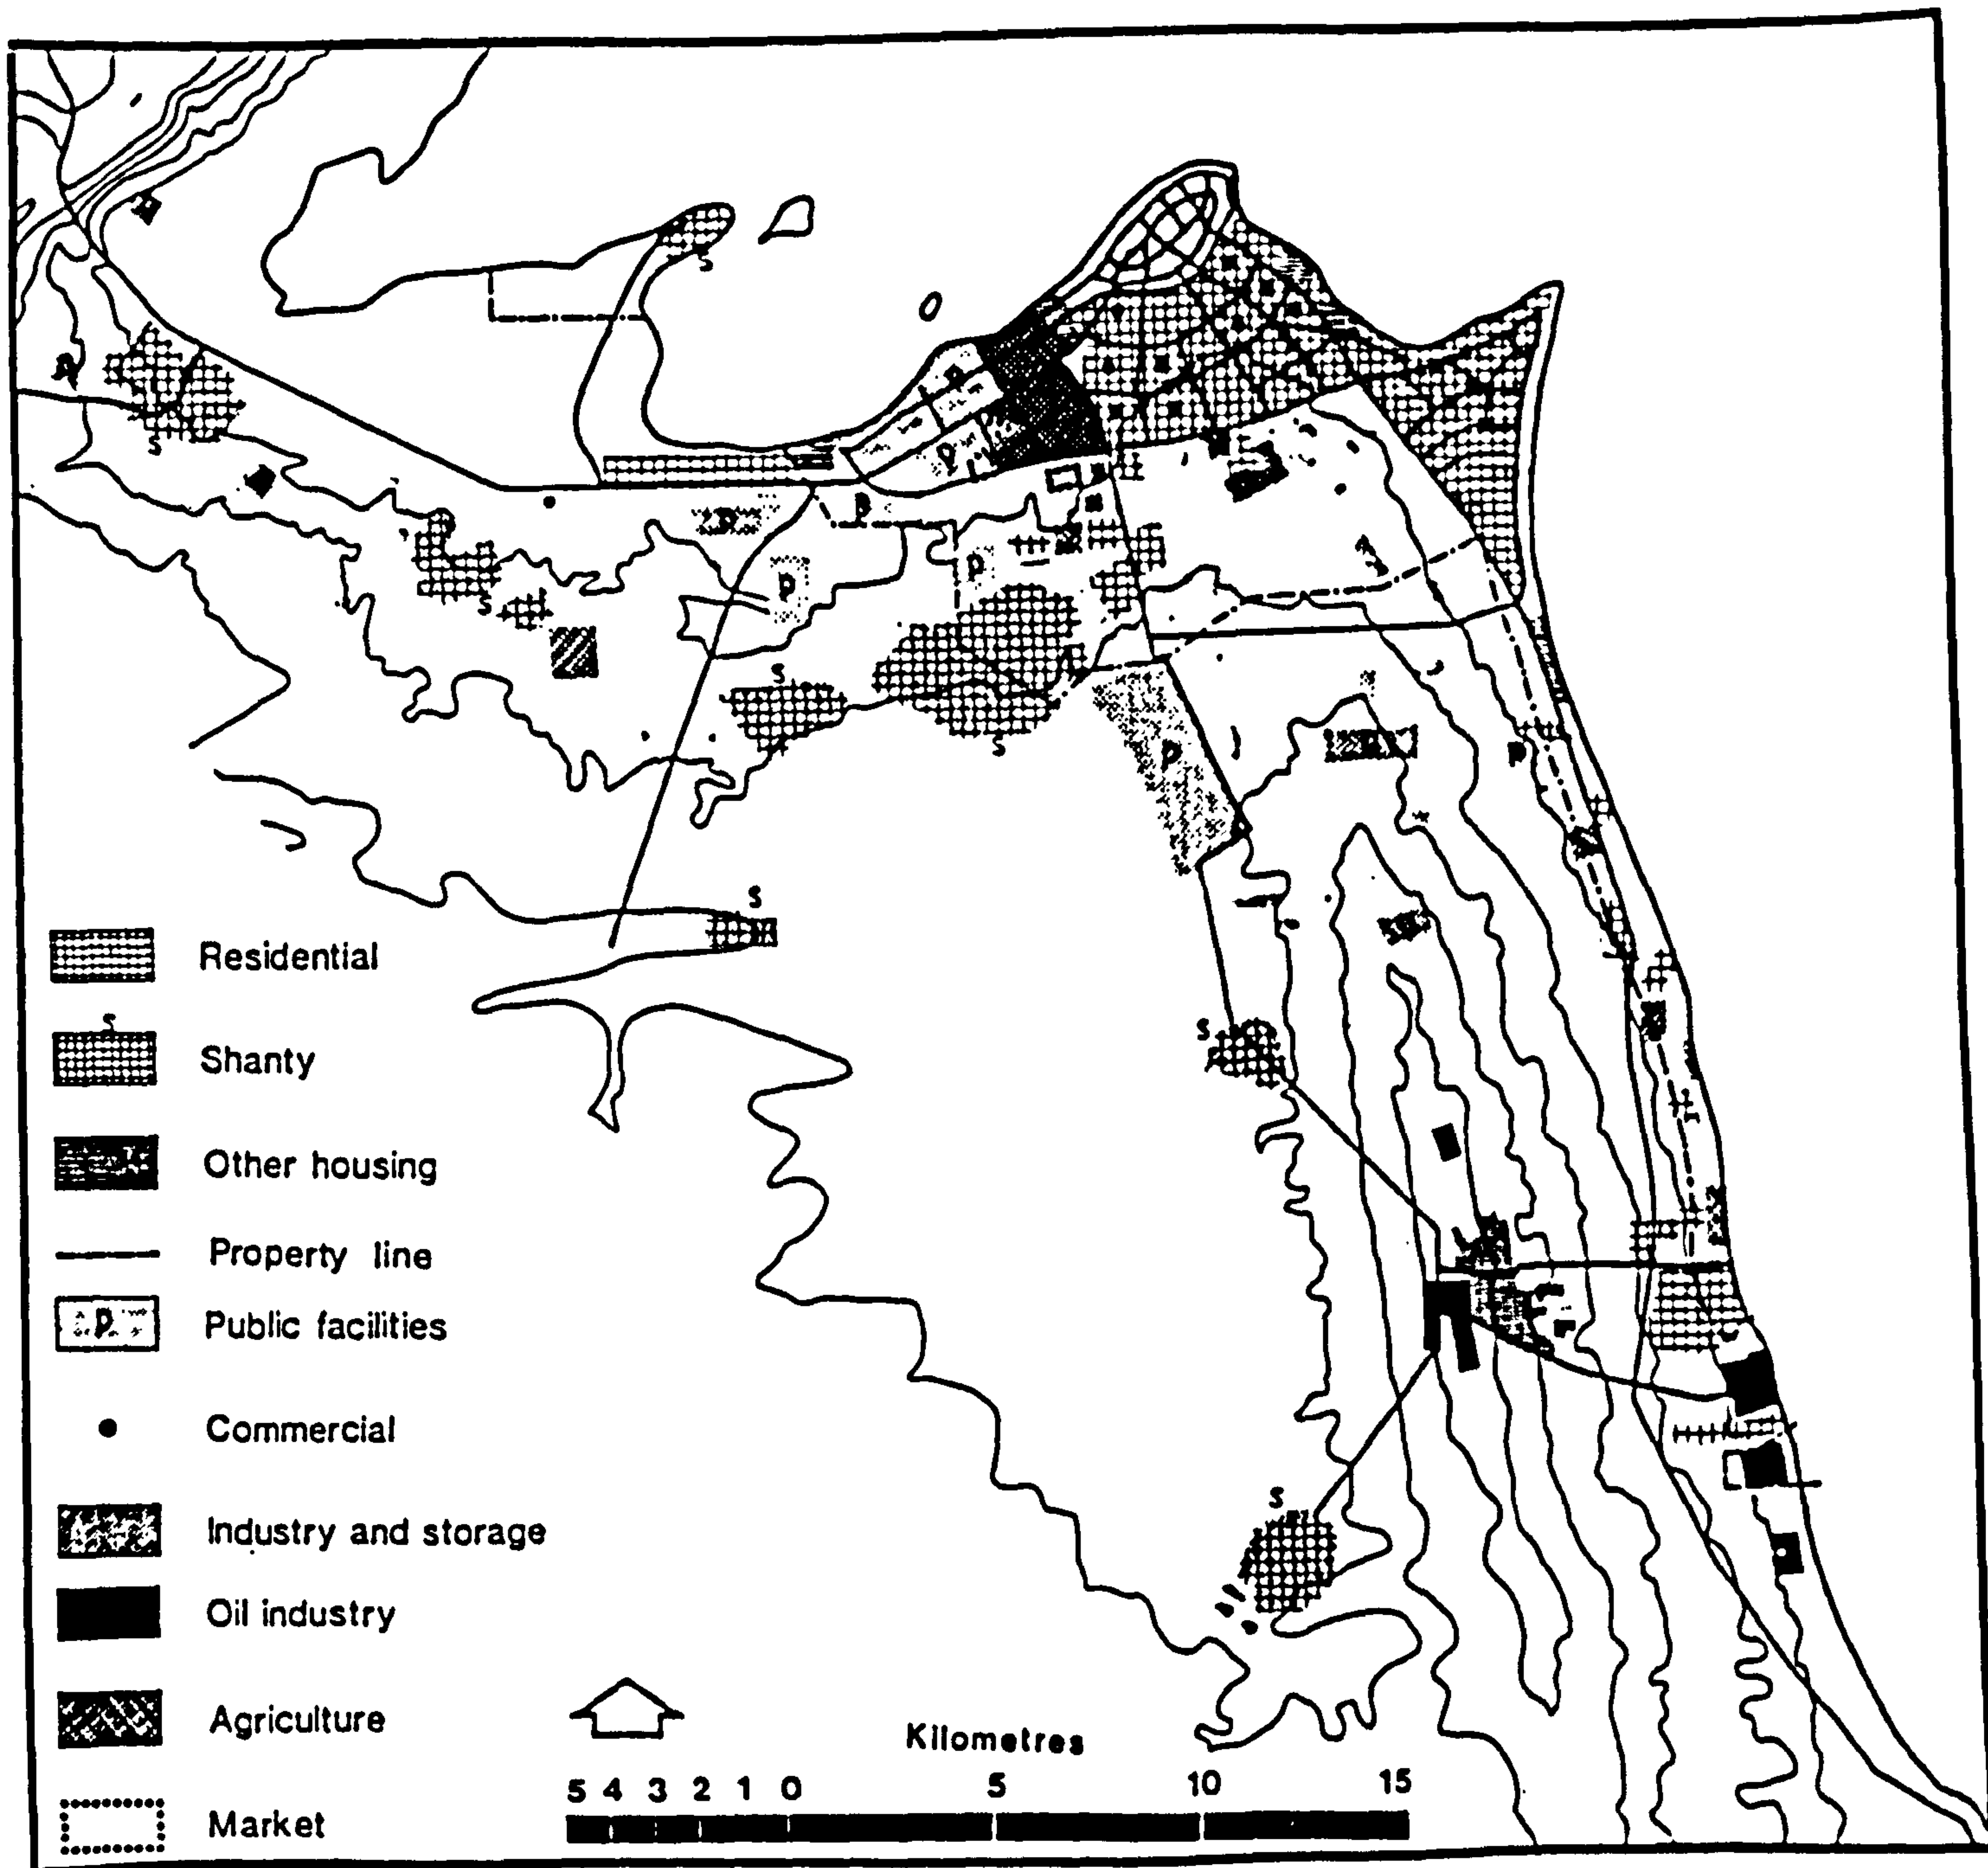 S
S
P
P
P
P
P
P
S
S
S
P
S
P
P
S
Residential
S
Shanty
S
Other housing
Property line
P
Public facilities
Commercial
Industry and storage
S
Oil industry
Agriculture
Market
Kilometres
5 4 3 2 1 0 5 10 15